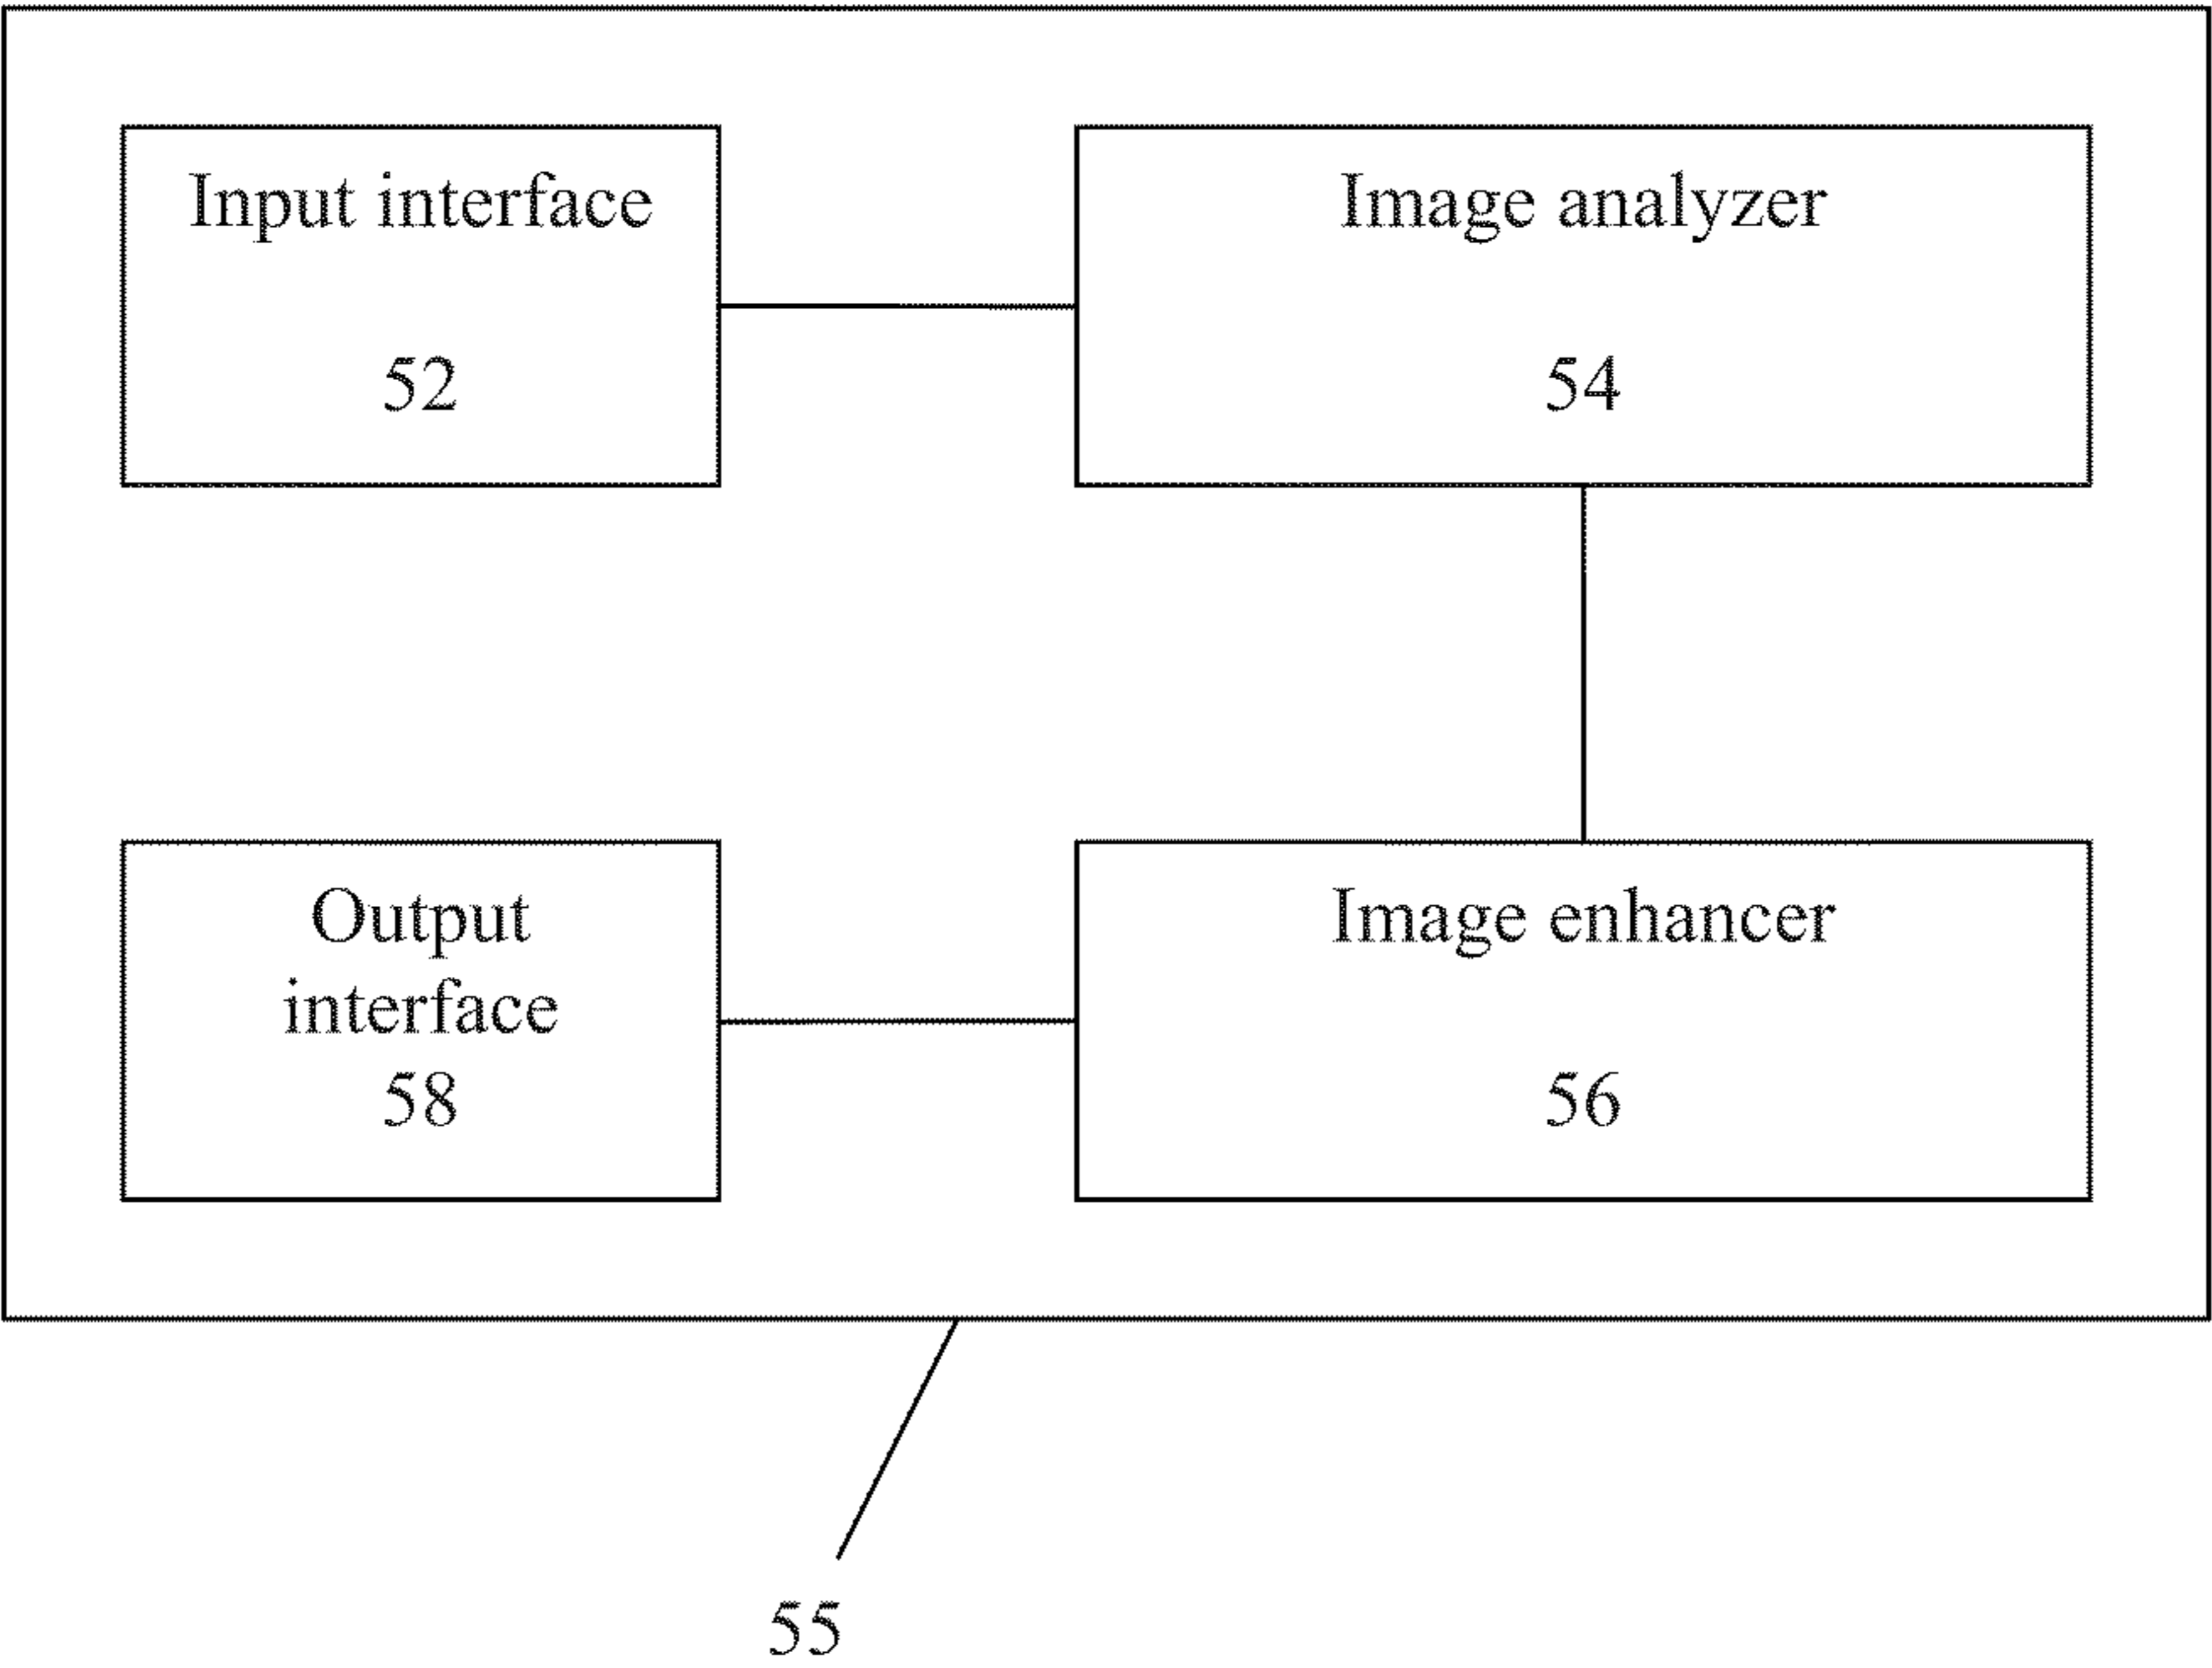 Input interface
52
Image analyzer
54
Output
interface
58
Image enhancer
56
55